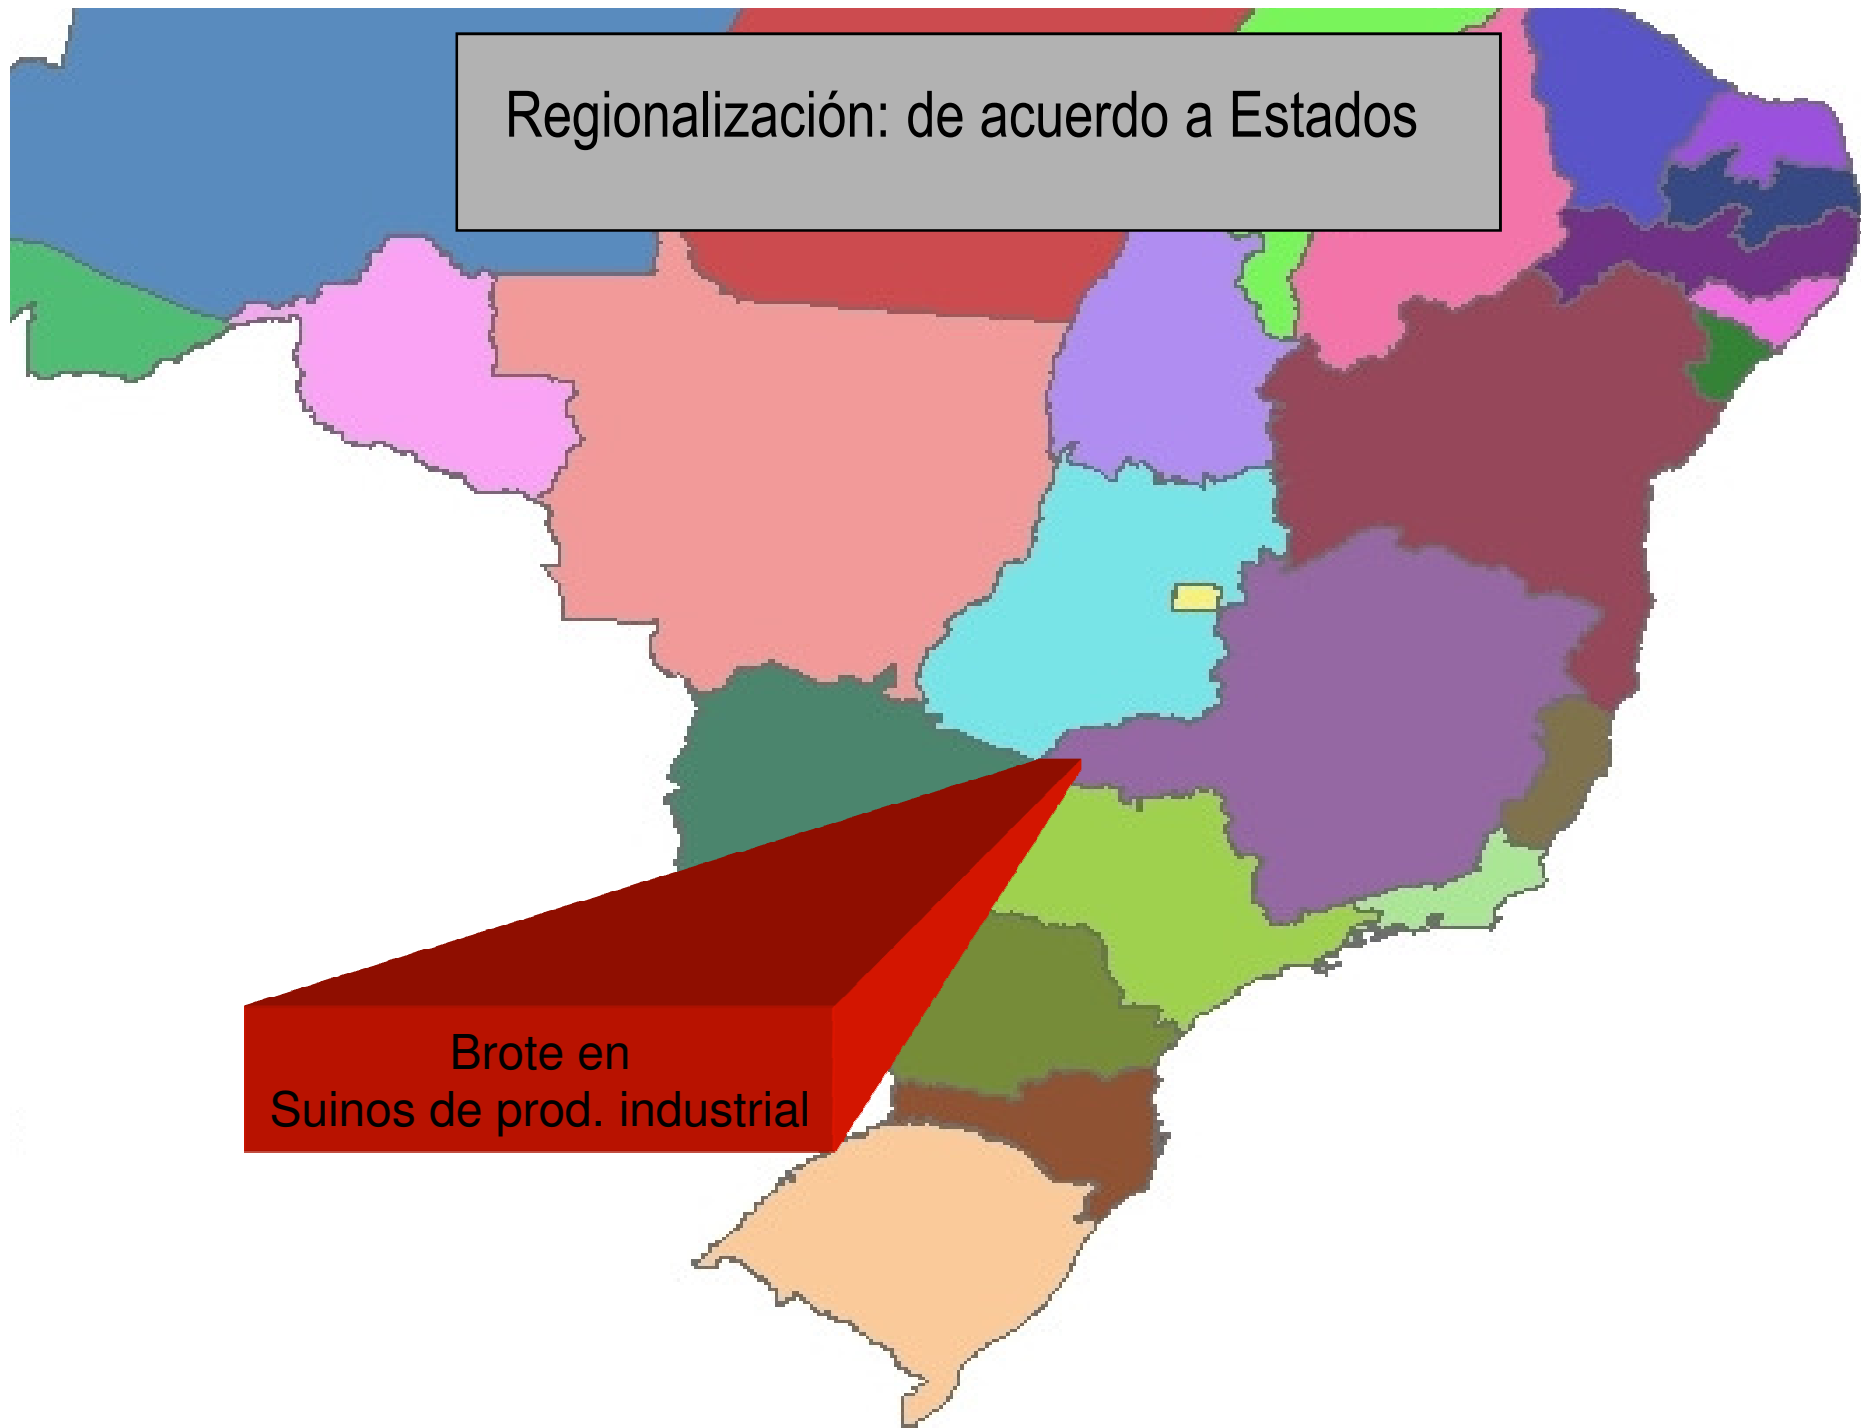 Regionalización: de acuerdo a Estados
Brote en
Suinos de prod. industrial